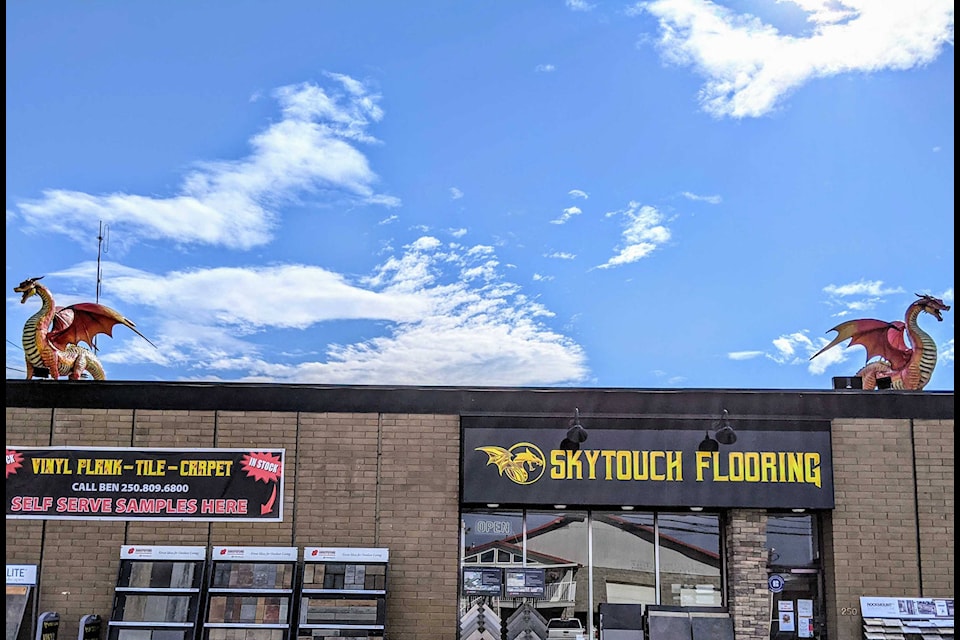 SKYTOUCH FLOORING
CK
IN STOCK
VINYL PLANK - TILE - CARPET
CALL BEN 250.809.6800
SELF SERVE SAMPLES HERE
OPEN
LITE
250